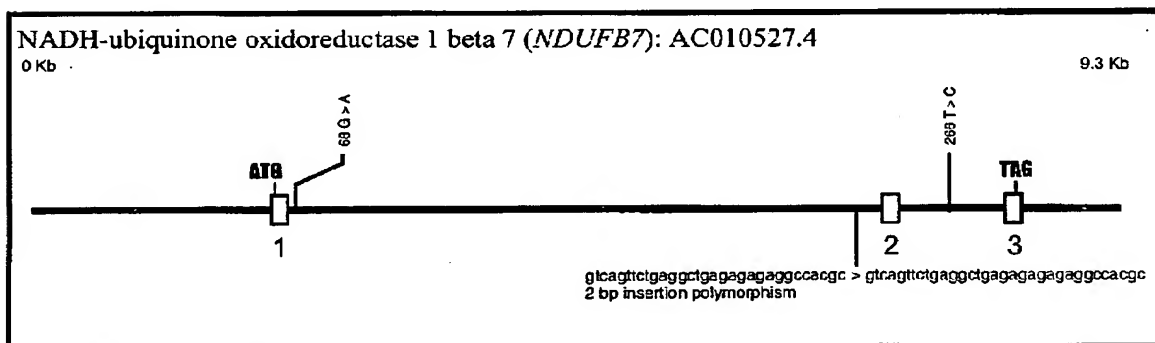 NADH-ubiquinone oxidoreductase 1 beta 7 (NDUFB7): AC010527.4
0 Kb
9.3 Kb
68 G > A
266 T > C
ATG
TAG
1
2
3
gtcagttctgaggctgagagagaggccacgc > gtcagttctgaggctgagagagagaggccacgc
2 bp insertion polymorphism